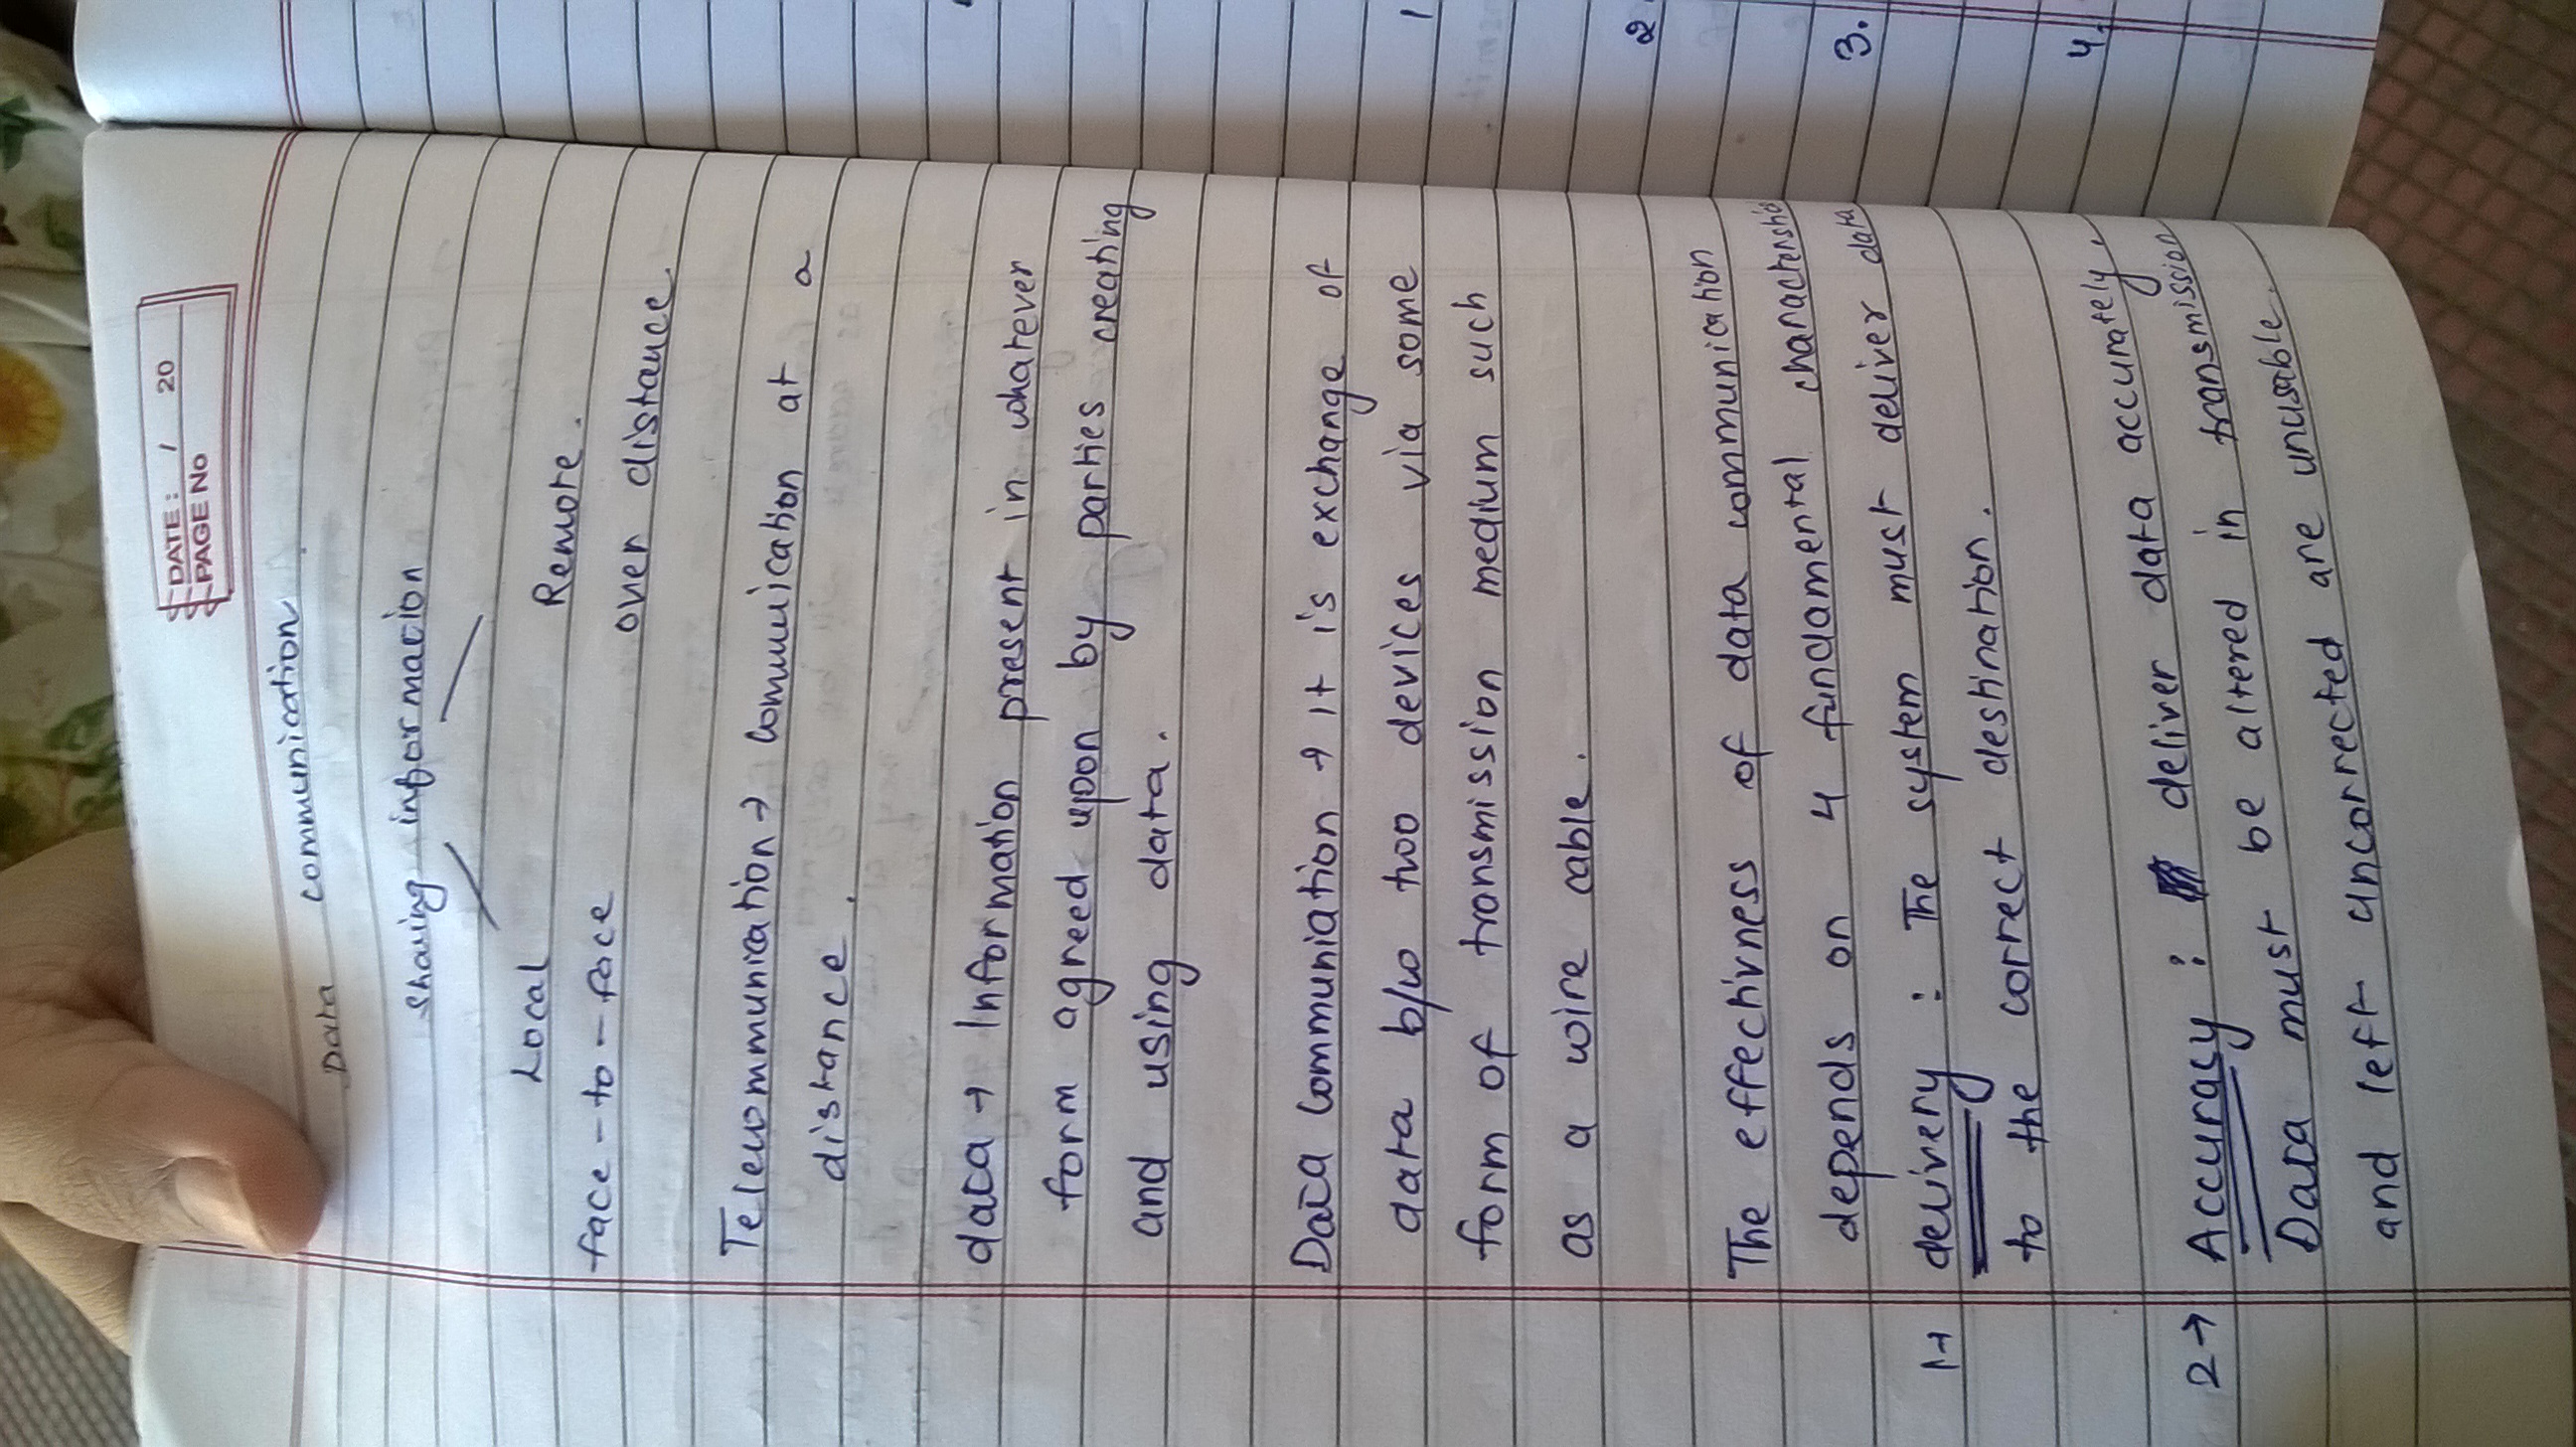 DATE: / 20
PAGE No
Data communication
sharing information
Local
Remote.
face-to-face
over distance.
Telecommunication → communication at a
distance.
data → Information present in whatever
form agreed upon by parties creating
and using data.
Data Communiation → it is exchange of
data b/w two devices via some
form of transmission medium such
as a wire cable.
The effectivness of data communication
depends on 4 fundamental characteristic
1→ delivery : The system must deliver data
to the correct destination.
2→ Accuracy : deliver data accurately.
Data must be altered in transmission
and left uncorrected are unusable.
1
2
3.
4.